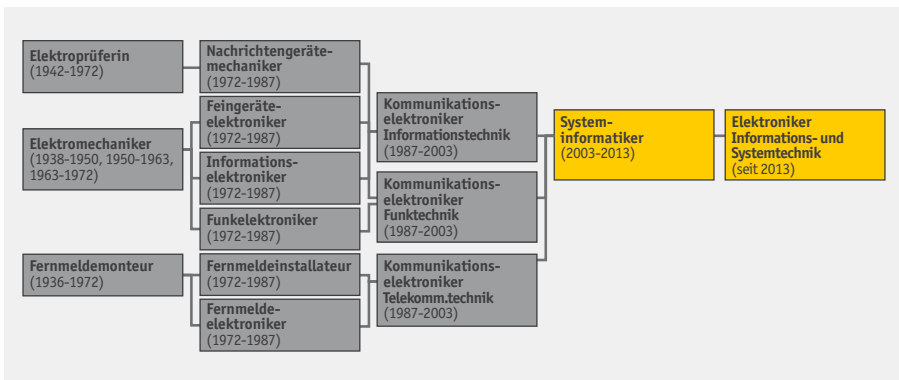 Elektroprüferin
(1942-1972)
Elektromechaniker
(1938-1950, 1950-1963,
1963-1972)
Fernmeldemonteur
(1936-1972)
Nachrichtengeräte-
mechaniker
(1972-1987)
Feingeräte-
elektroniker
(1972-1987)
Informations-
elektroniker
(1972-1987)
Funkelektroniker
(1972-1987)
Fernmeldeinstallateur
(1972-1987)
Fernmelde-
elektroniker
(1972-1987)
Kommunikations-
elektroniker
Informationstechnik
(1987-2003)
Kommunikations-
elektroniker
Funktechnik
(1987-2003)
Kommunikations-
elektroniker
Telekomm.technik
(1987-2003)
System-
informatiker
(2003-2013)
Elektroniker
Informations- und
Systemtechnik
(seit 2013)